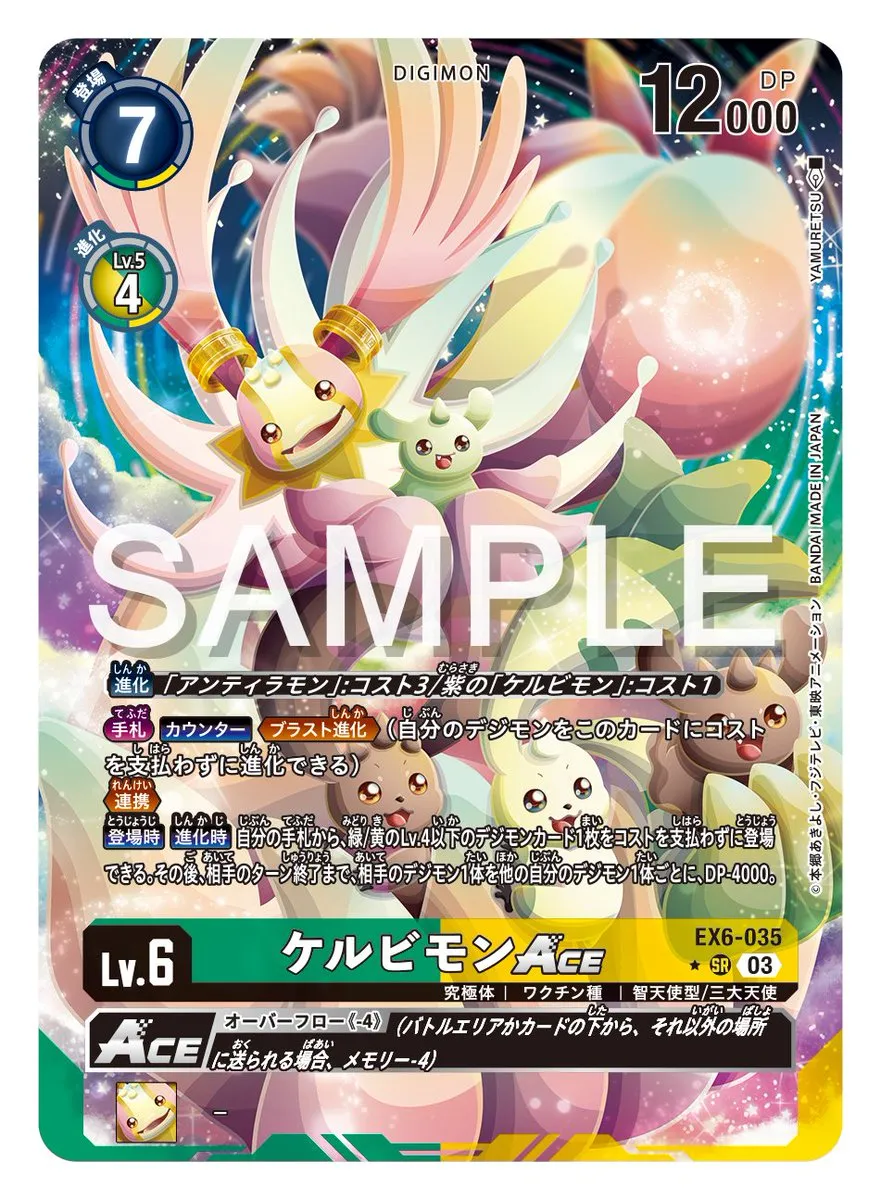 DIGIMON
登場
7
12000
DP
進化
Lv.5
4
YAMURETSU
BANDAI MADE IN JAPAN
©本郷あきよし・フジテレビ・東映アニメーション
SAMPLE
進化 「アンティラモン」:コスト3/紫の「ケルビモン」:コスト1
手札 カウンター ブラスト進化 (自分のデジモンをこのカードにコスト
を支払わずに進化できる)
連携
登場時 進化時 自分の手札から、緑/黄のLv.4以下のデジモンカード1枚をコストを支払わずに登場
できる。その後、相手のターン終了まで、相手のデジモン1体を他の自分のデジモン1体ごとに、DP-4000。
Lv.6
ケルビモンACE
EX6-035
SR 03
究極体 | ワクチン種 | 智天使型/三大天使
ACE
オーバーフロー《-4》 (バトルエリアかカードの下から、それ以外の場所
に送られる場合、メモリー-4)